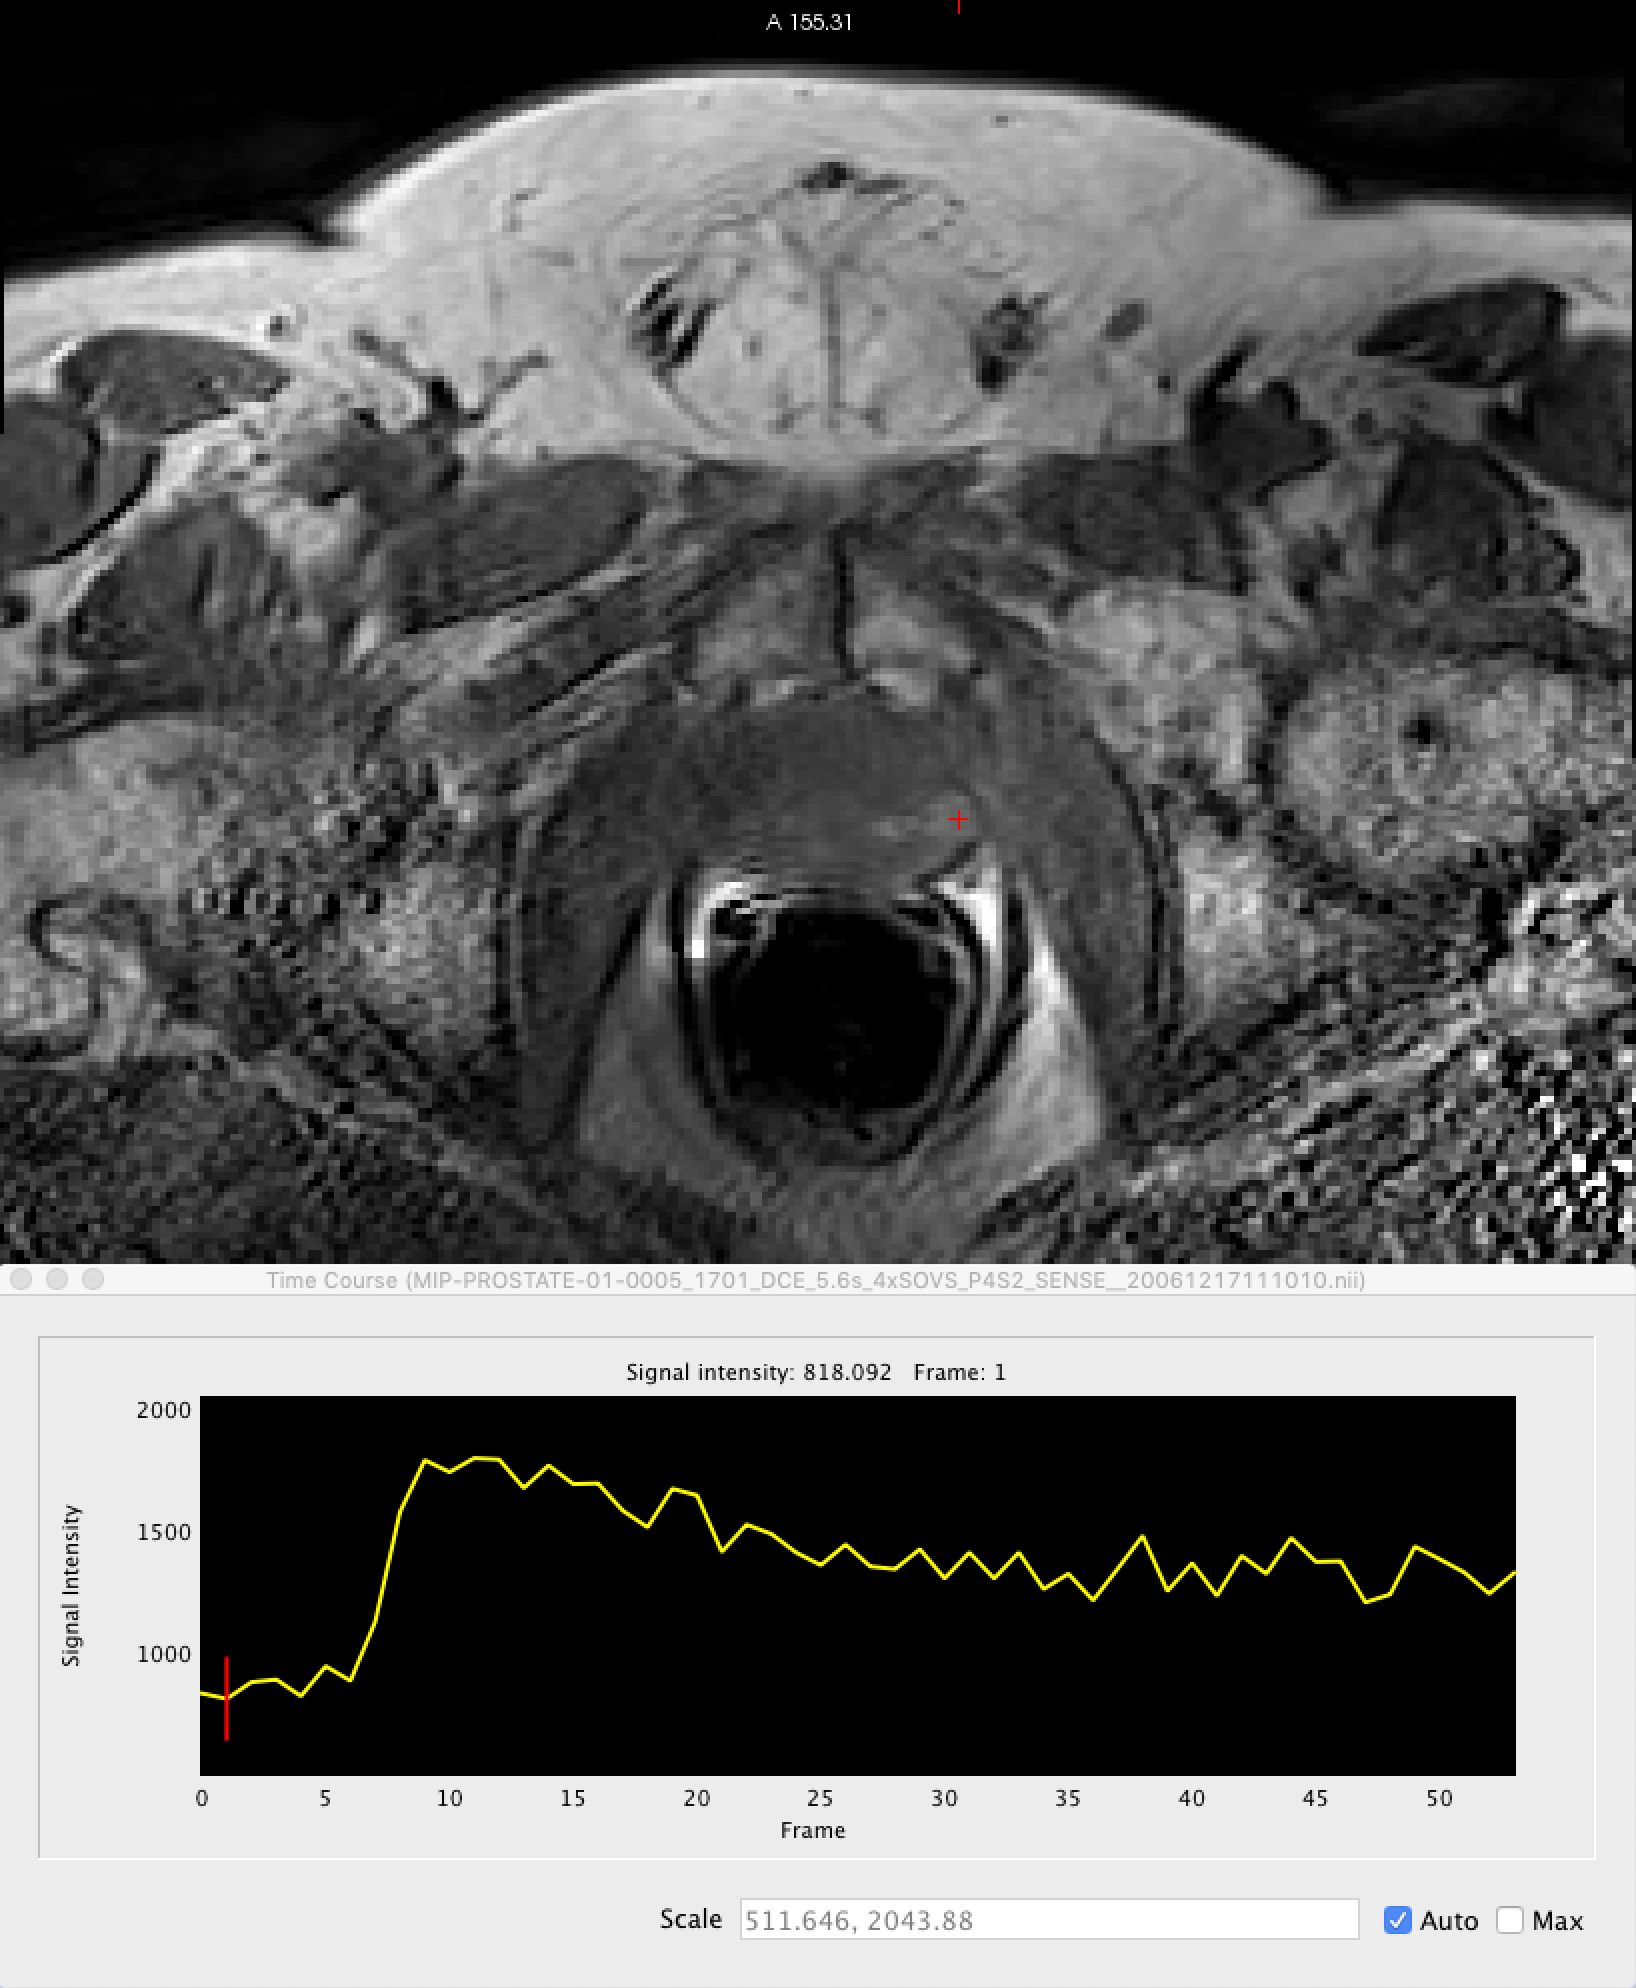 A 155.31
Time Course (MIP-PROSTATE-01-0005_1701_DCE_5.6s_4xSOVS_P4S2_SENSE__20061217111010.nii)
Signal intensity: 818.092 Frame: 1
2000
1500
1000
Signal Intensity
0 5 10 15 20 25 30 35 40 45 50
Frame
Scale 511.646, 2043.88 Auto Max